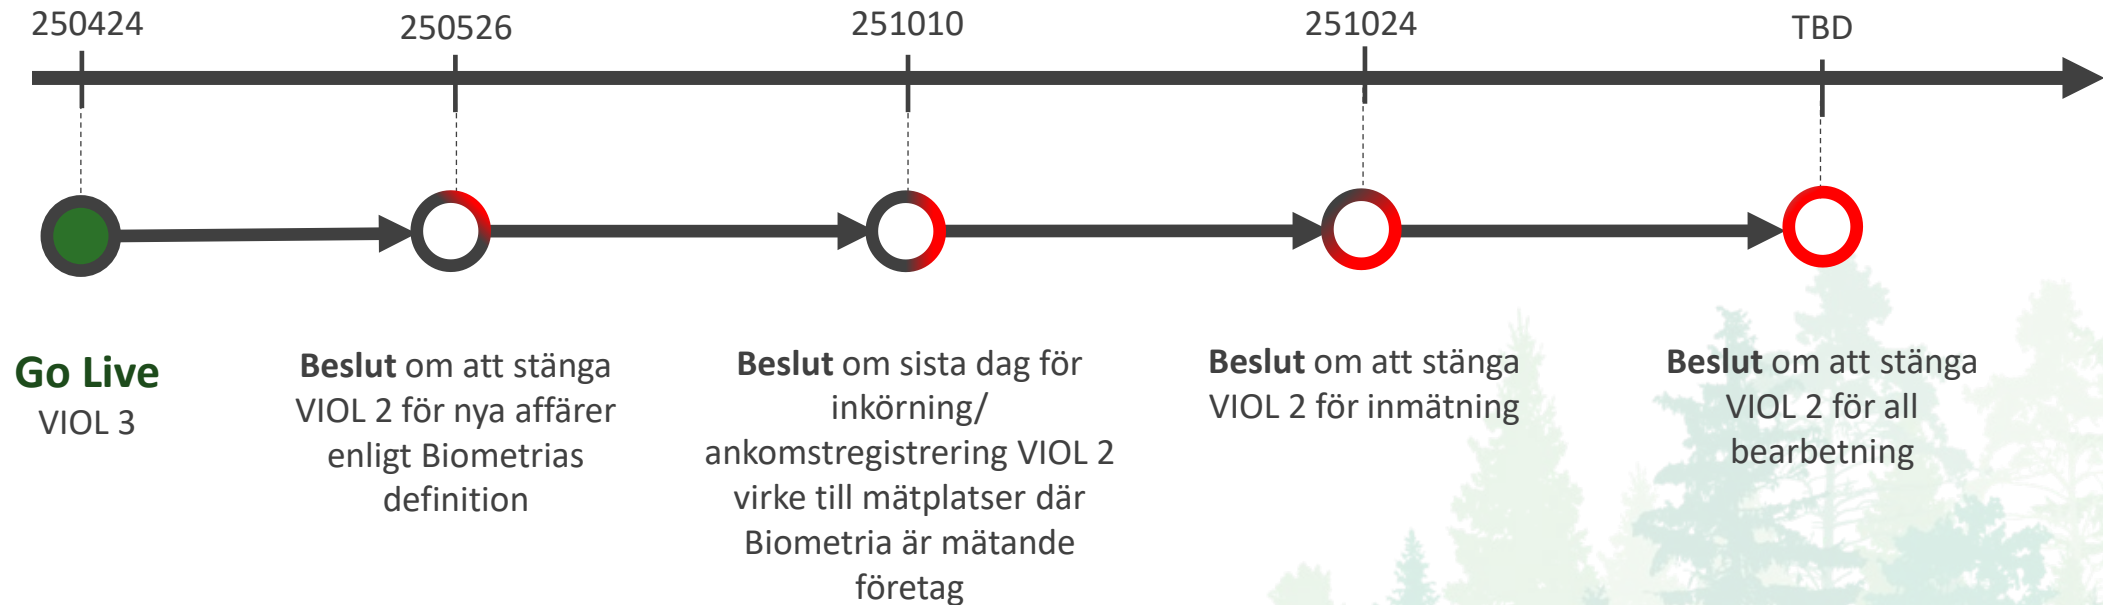 250424
250526
251010
251024
TBD
Go Live
VIOL 3
Beslut om att stänga
VIOL 2 för nya affärer
enligt Biometrias
definition
Beslut om sista dag för
inkörning/
ankomstregistrering VIOL 2
virke till mätplatser där
Biometria är mätande
företag
Beslut om att stänga
VIOL 2 för inmätning
Beslut om att stänga
VIOL 2 för all
bearbetning